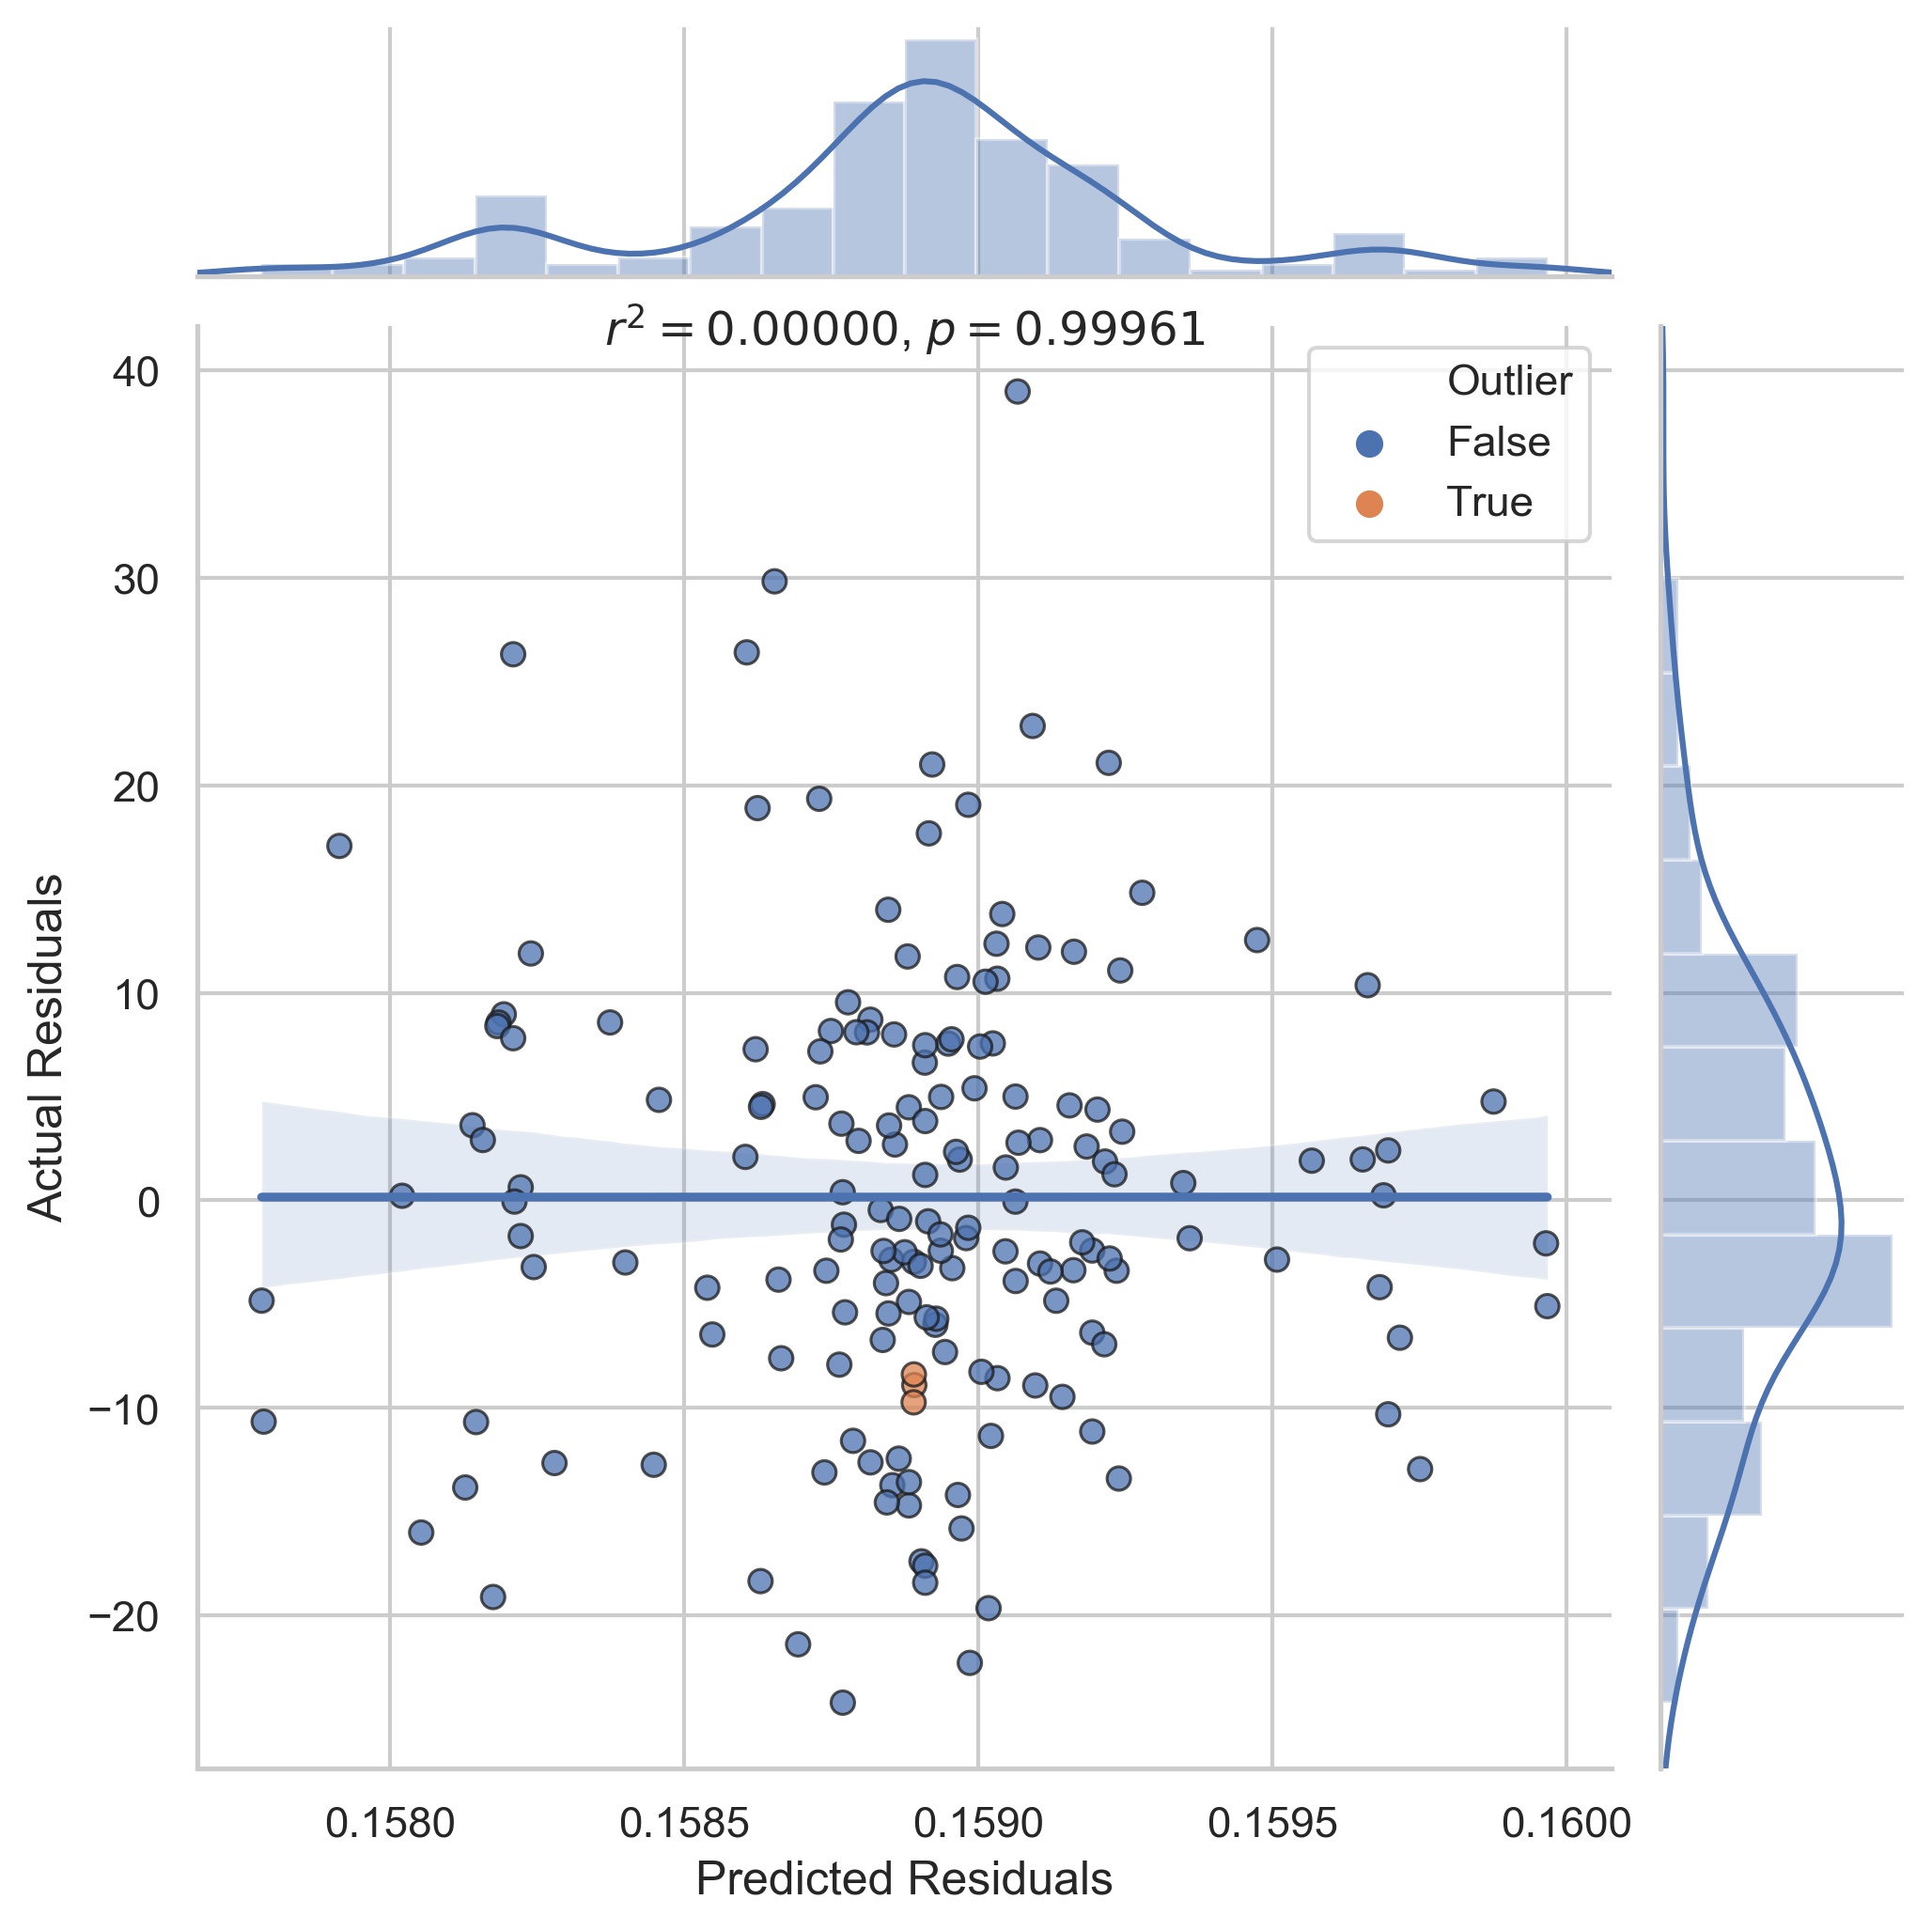 r² = 0.00000, p = 0.99961
40
Outlier
False
True
30
20
10
0
−10
−20
Actual Residuals
0.1580 0.1585 0.1590 0.1595 0.1600
Predicted Residuals